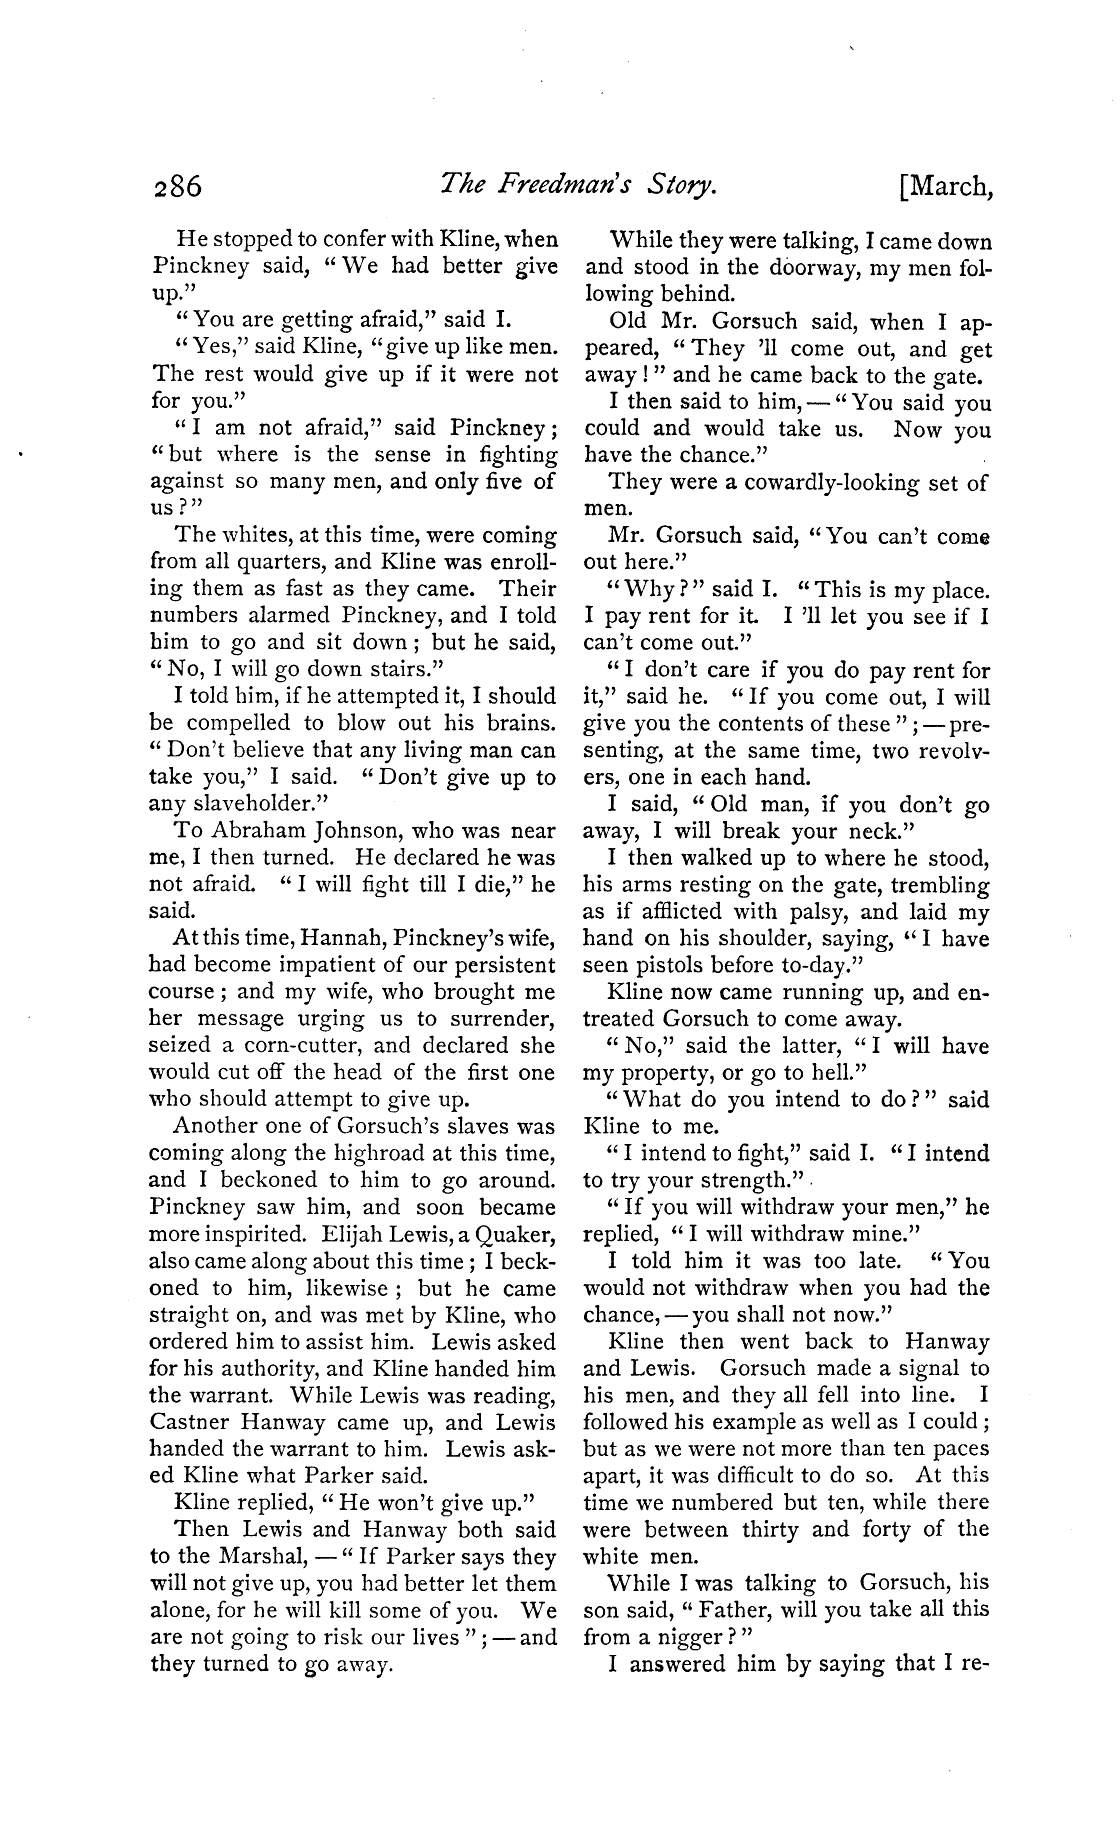 286 The Freedman's Story. [March,
He stopped to confer with Kline, when
Pinckney said, “We had better give
up.”
“You are getting afraid,” said I.
“Yes,” said Kline, “give up like men.
The rest would give up if it were not
for you.”
“I am not afraid,” said Pinckney;
“but where is the sense in fighting
against so many men, and only five of
us?”
The whites, at this time, were coming
from all quarters, and Kline was enroll-
ing them as fast as they came. Their
numbers alarmed Pinckney, and I told
him to go and sit down; but he said,
“No, I will go down stairs.”
I told him, if he attempted it, I should
be compelled to blow out his brains.
“Don't believe that any living man can
take you,” I said. “Don't give up to
any slaveholder.”
To Abraham Johnson, who was near
me, I then turned. He declared he was
not afraid. “I will fight till I die,” he
said.
At this time, Hannah, Pinckney's wife,
had become impatient of our persistent
course; and my wife, who brought me
her message urging us to surrender,
seized a corn-cutter, and declared she
would cut off the head of the first one
who should attempt to give up.
Another one of Gorsuch's slaves was
coming along the highroad at this time,
and I beckoned to him to go around.
Pinckney saw him, and soon became
more inspirited. Elijah Lewis, a Quaker,
also came along about this time; I beck-
oned to him, likewise; but he came
straight on, and was met by Kline, who
ordered him to assist him. Lewis asked
for his authority, and Kline handed him
the warrant. While Lewis was reading,
Castner Hanway came up, and Lewis
handed the warrant to him. Lewis ask-
ed Kline what Parker said.
Kline replied, “He won't give up.”
Then Lewis and Hanway both said
to the Marshal, — “If Parker says they
will not give up, you had better let them
alone, for he will kill some of you. We
are not going to risk our lives”; — and
they turned to go away.
While they were talking, I came down
and stood in the doorway, my men fol-
lowing behind.
Old Mr. Gorsuch said, when I ap-
peared, “They 'll come out, and get
away!” and he came back to the gate.
I then said to him, — “You said you
could and would take us. Now you
have the chance.”
They were a cowardly-looking set of
men.
Mr. Gorsuch said, “You can't come
out here.”
“Why?” said I. “This is my place.
I pay rent for it. I 'll let you see if I
can't come out.”
“I don't care if you do pay rent for
it,” said he. “If you come out, I will
give you the contents of these”; — pre-
senting, at the same time, two revolv-
ers, one in each hand.
I said, “Old man, if you don't go
away, I will break your neck.”
I then walked up to where he stood,
his arms resting on the gate, trembling
as if afflicted with palsy, and laid my
hand on his shoulder, saying, “I have
seen pistols before to-day.”
Kline now came running up, and en-
treated Gorsuch to come away.
“No,” said the latter, “I will have
my property, or go to hell.”
“What do you intend to do?” said
Kline to me.
“I intend to fight,” said I. “I intend
to try your strength.”
“If you will withdraw your men,” he
replied, “I will withdraw mine.”
I told him it was too late. “You
would not withdraw when you had the
chance, — you shall not now.”
Kline then went back to Hanway
and Lewis. Gorsuch made a signal to
his men, and they all fell into line. I
followed his example as well as I could;
but as we were not more than ten paces
apart, it was difficult to do so. At this
time we numbered but ten, while there
were between thirty and forty of the
white men.
While I was talking to Gorsuch, his
son said, “Father, will you take all this
from a nigger?”
I answered him by saying that I re-